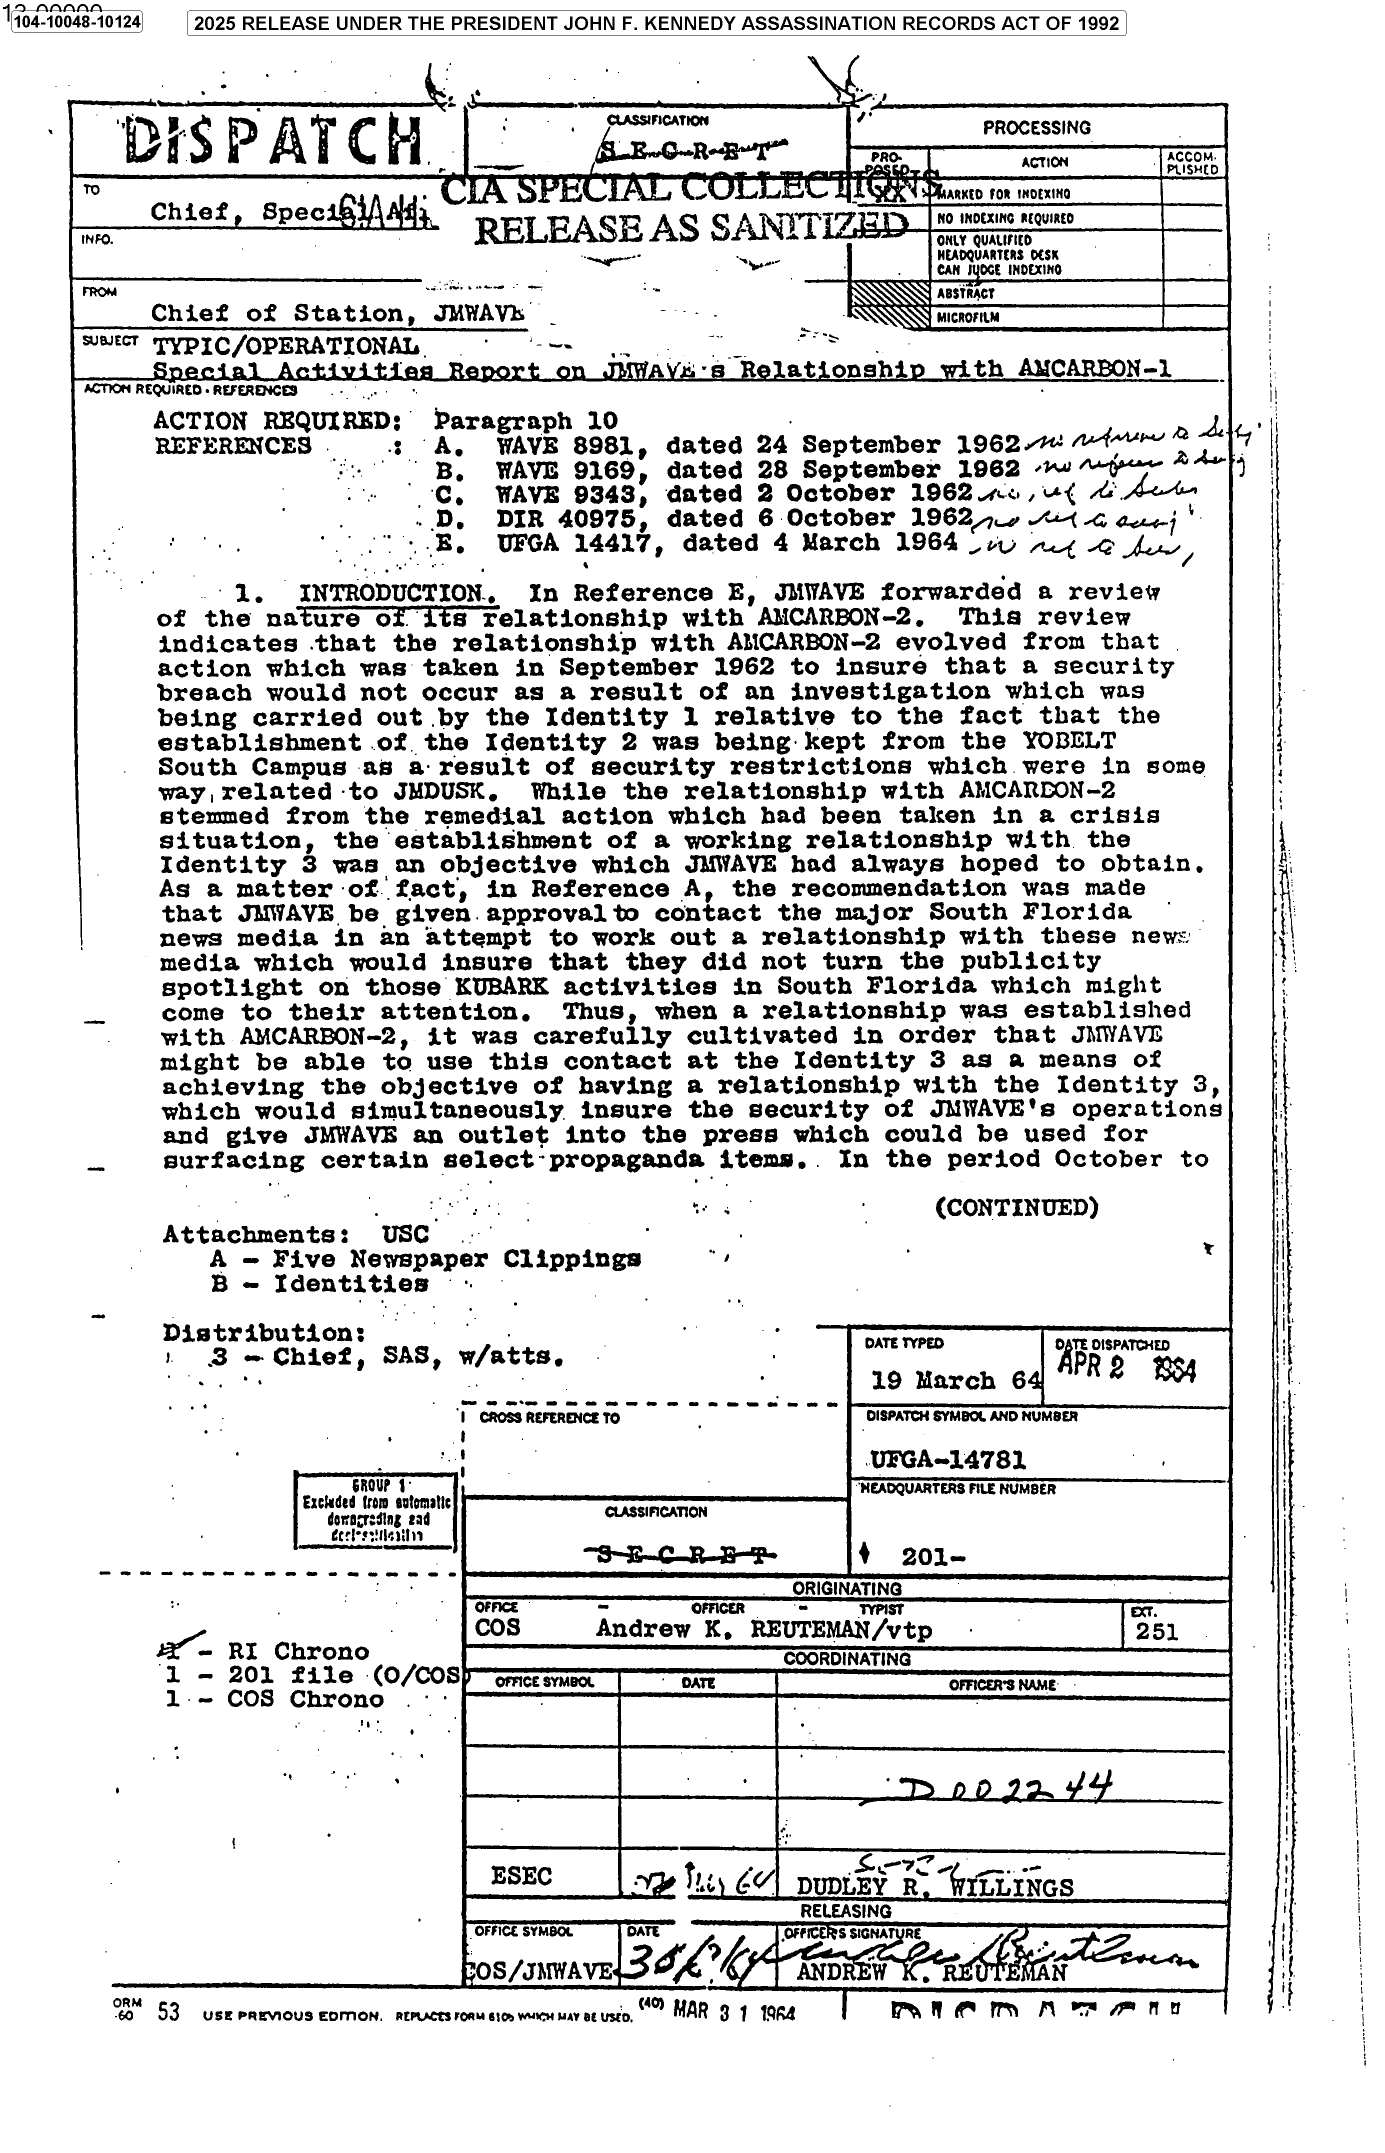 104-10048-10124
2025 RELEASE UNDER THE PRESIDENT JOHN F. KENNEDY ASSASSINATION RECORDS ACT OF 1992
DISPATCH
CLASSIFICATION
S E C R E T
PROCESSING
PRO-POSED
ACTION
ACCOM-PLISHED
TO
Chief, Special
CIA SPECIAL COLLECTIONS
RELEASE AS SANITIZED
XX
MARKED FOR INDEXING
NO INDEXING REQUIRED
INFO.
ONLY QUALIFIED
HEADQUARTERS DESK
CAN JUDGE INDEXING
FROM
Chief of Station, JMWAVE
ABSTRACT
MICROFILM
SUBJECT
TYPIC/OPERATIONAL
Special Activities Report on JMWAVE's Relationship with AMCARBON-1
ACTION REQUIRED - REFERENCES
ACTION REQUIRED: Paragraph 10
REFERENCES : A. WAVE 8981, dated 24 September 1962
B. WAVE 9169, dated 28 September 1962
C. WAVE 9343, dated 2 October 1962
D. DIR 40975, dated 6 October 1962
E. UFGA 14417, dated 4 March 1964
1. INTRODUCTION. In Reference E, JMWAVE forwarded a review
of the nature of its relationship with AMCARBON-2. This review
indicates that the relationship with AMCARBON-2 evolved from that
action which was taken in September 1962 to insure that a security
breach would not occur as a result of an investigation which was
being carried out by the Identity 1 relative to the fact that the
establishment of the Identity 2 was being kept from the YOBELT
South Campus as a result of security restrictions which were in some
way related to JMDUSK. While the relationship with AMCARBON-2
stemmed from the remedial action which had been taken in a crisis
situation, the establishment of a working relationship with the
Identity 3 was an objective which JMWAVE had always hoped to obtain.
As a matter of fact, in Reference A, the recommendation was made
that JMWAVE be given approval to contact the major South Florida
news media in an attempt to work out a relationship with these news
media which would insure that they did not turn the publicity
spotlight on those KUBARK activities in South Florida which might
come to their attention. Thus, when a relationship was established
with AMCARBON-2, it was carefully cultivated in order that JMWAVE
might be able to use this contact at the Identity 3 as a means of
achieving the objective of having a relationship with the Identity 3,
which would simultaneously insure the security of JMWAVE's operations
and give JMWAVE an outlet into the press which could be used for
surfacing certain select propaganda items. In the period October to
(CONTINUED)
Attachments: USC
A - Five Newspaper Clippings
B - Identities
Distribution:
3 - Chief, SAS, w/atts.
DATE TYPED
19 March 64
DATE DISPATCHED
APR 2 1964
CROSS REFERENCE TO
DISPATCH SYMBOL AND NUMBER
UFGA-14781
GROUP 1
Excluded from automatic
downgrading and
declassification
HEADQUARTERS FILE NUMBER
201-
CLASSIFICATION
S E C R E T
ORIGINATING
OFFICE - OFFICER - TYPIST EXT.
COS Andrew K. REUTEMAN/vtp 251
COORDINATING
1 - RI Chrono
1 - 201 file (O/COS)
1 - COS Chrono
OFFICE SYMBOL DATE OFFICER'S NAME
D 002244
ESEC
DUDLEY R. WILLINGS
RELEASING
OFFICE SYMBOL DATE OFFICER'S SIGNATURE
COS/JMWAVE
ANDREW K. REUTEMAN
53 USE PREVIOUS EDITION. REPLACES FORM WHICH MAY BE USED. (40) MAR 31 1964